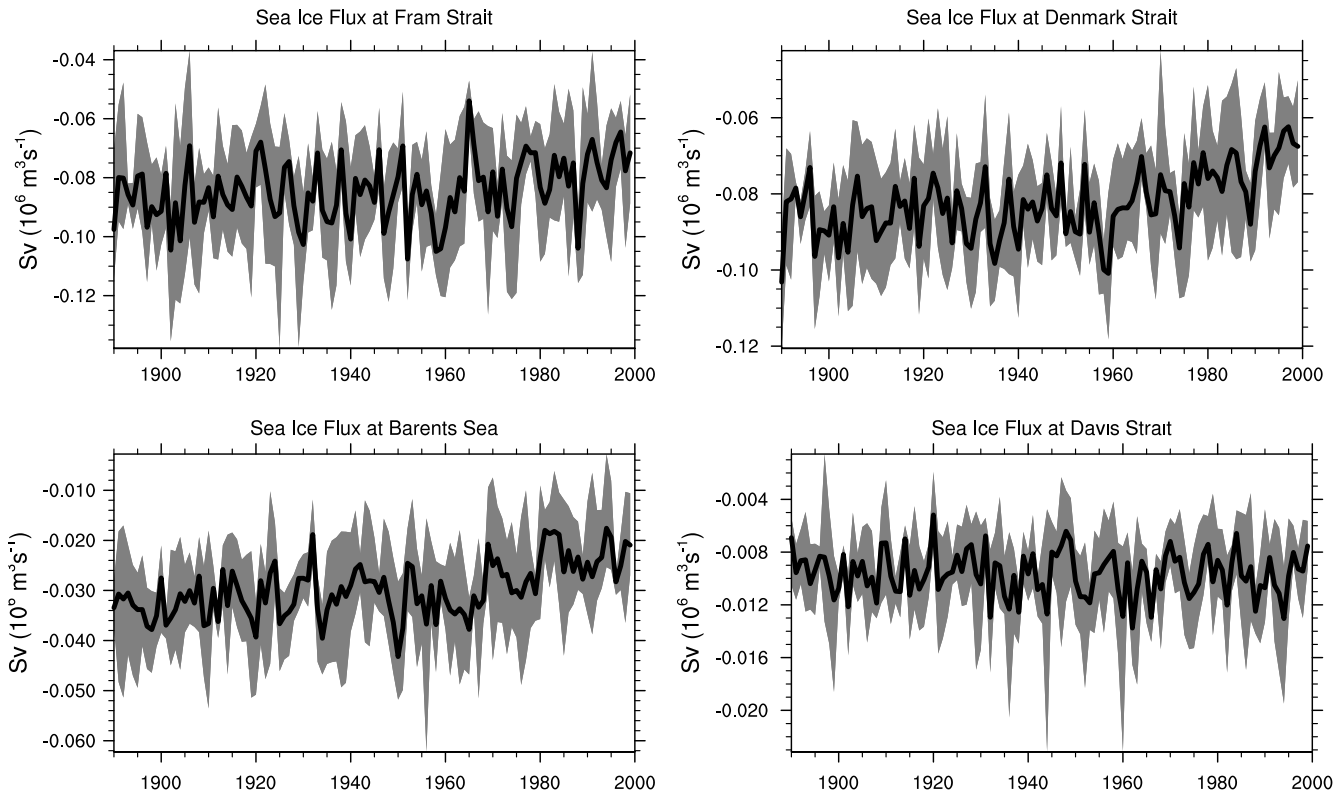 Sea Ice Flux at Fram Strait
Sv (10⁶ m³s⁻¹)
-0.04
-0.06
-0.08
-0.10
-0.12
1900 1920 1940 1960 1980 2000
Sea Ice Flux at Denmark Strait
Sv (10⁶ m³s⁻¹)
-0.06
-0.08
-0.10
-0.12
1900 1920 1940 1960 1980 2000
Sea Ice Flux at Barents Sea
Sv (10⁶ m³s⁻¹)
-0.010
-0.020
-0.030
-0.040
-0.050
-0.060
1900 1920 1940 1960 1980 2000
Sea Ice Flux at Davis Strait
Sv (10⁶ m³s⁻¹)
-0.004
-0.008
-0.012
-0.016
-0.020
1900 1920 1940 1960 1980 2000